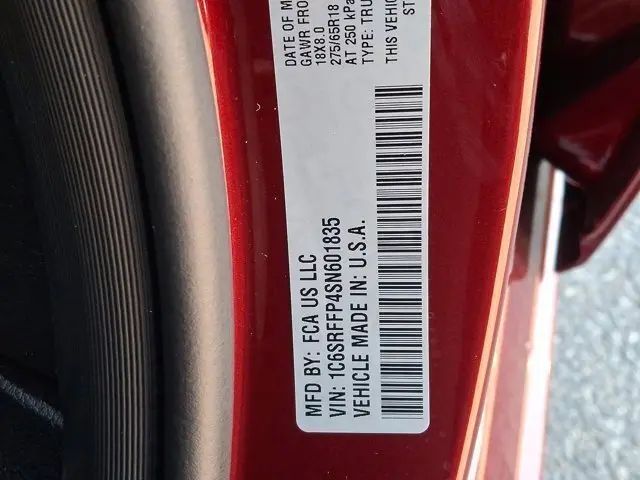 DATE OF M
GAWR FRO
18X8.0
275/65R18
AT 250 kPa
TYPE: TRU
THIS VEHIC
ST
MFD BY: FCA US LLC
VIN: 1C6SRFFP4SN601835
VEHICLE MADE IN: U.S.A.